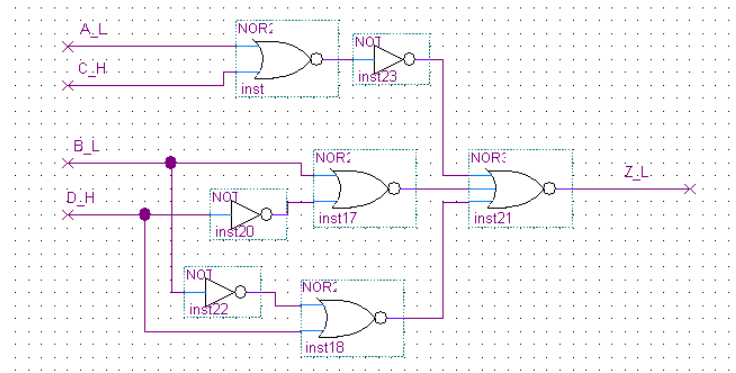 A_L
NOR2
C_H
NOT
inst
inst23
B_L
NOR2
NOR3
Z_L
D_H
NOT
inst17
inst21
inst20
NOT
NOR2
inst22
inst18